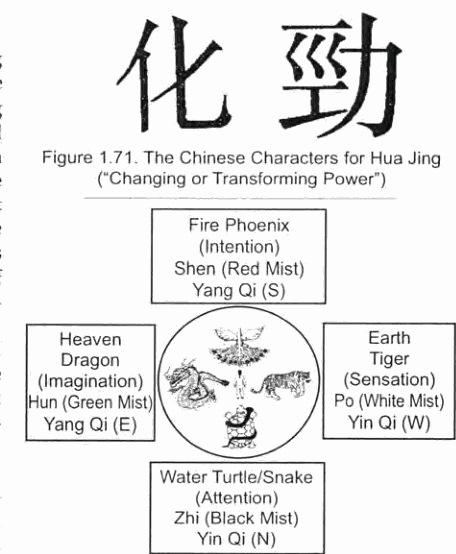 化 勁
Figure 1.71. The Chinese Characters for Hua Jing
("Changing or Transforming Power")
Fire Phoenix
(Intention)
Shen (Red Mist)
Yang Qi (S)
Heaven
Dragon
(Imagination)
Hun (Green Mist)
Yang Qi (E)
Earth
Tiger
(Sensation)
Po (White Mist)
Yin Qi (W)
Water Turtle/Snake
(Attention)
Zhi (Black Mist)
Yin Qi (N)